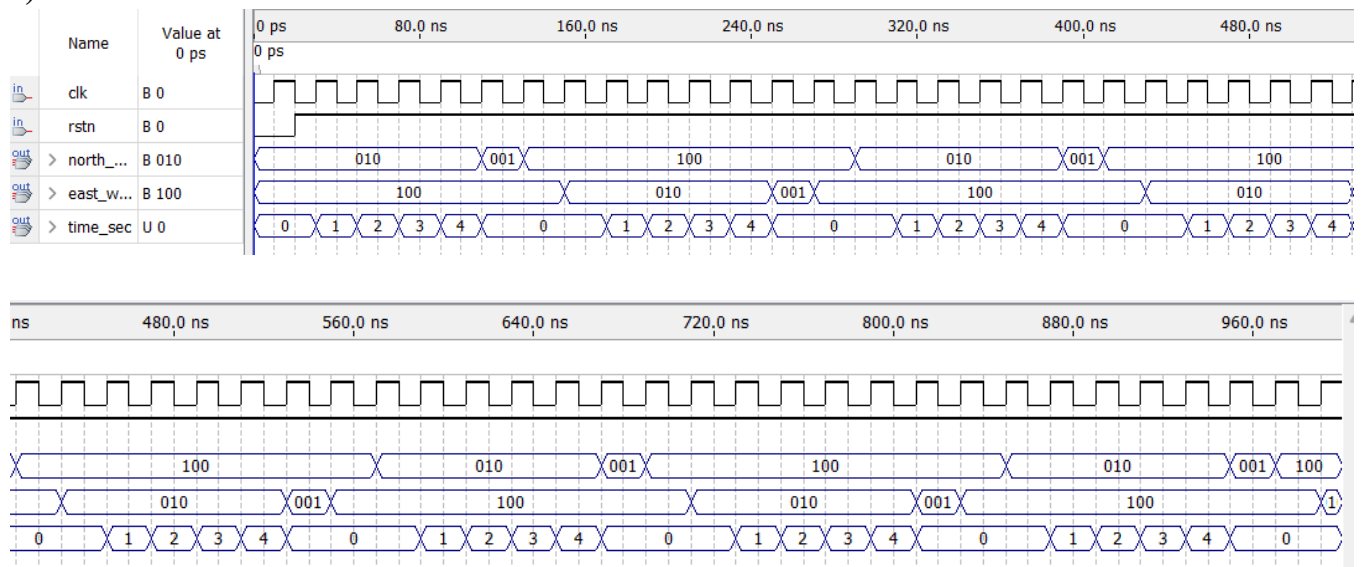 )
Name Value at 0 ps 0 ps 80.0 ns 160.0 ns 240.0 ns 320.0 ns 400.0 ns 480.0 ns
0 ps
in clk B 0
in rstn B 0
out > north_... B 010 010 001 100 010 001 100
out > east_w... B 100 100 010 001 100 010
out > time_sec U 0 0 1 2 3 4 0 1 2 3 4 0 1 2 3 4 0 1 2 3 4
ns 480.0 ns 560.0 ns 640.0 ns 720.0 ns 800.0 ns 880.0 ns 960.0 ns
100 010 001 100 010 001 100
010 001 100 010 001 100 1
0 1 2 3 4 0 1 2 3 4 0 1 2 3 4 0 1 2 3 4 0